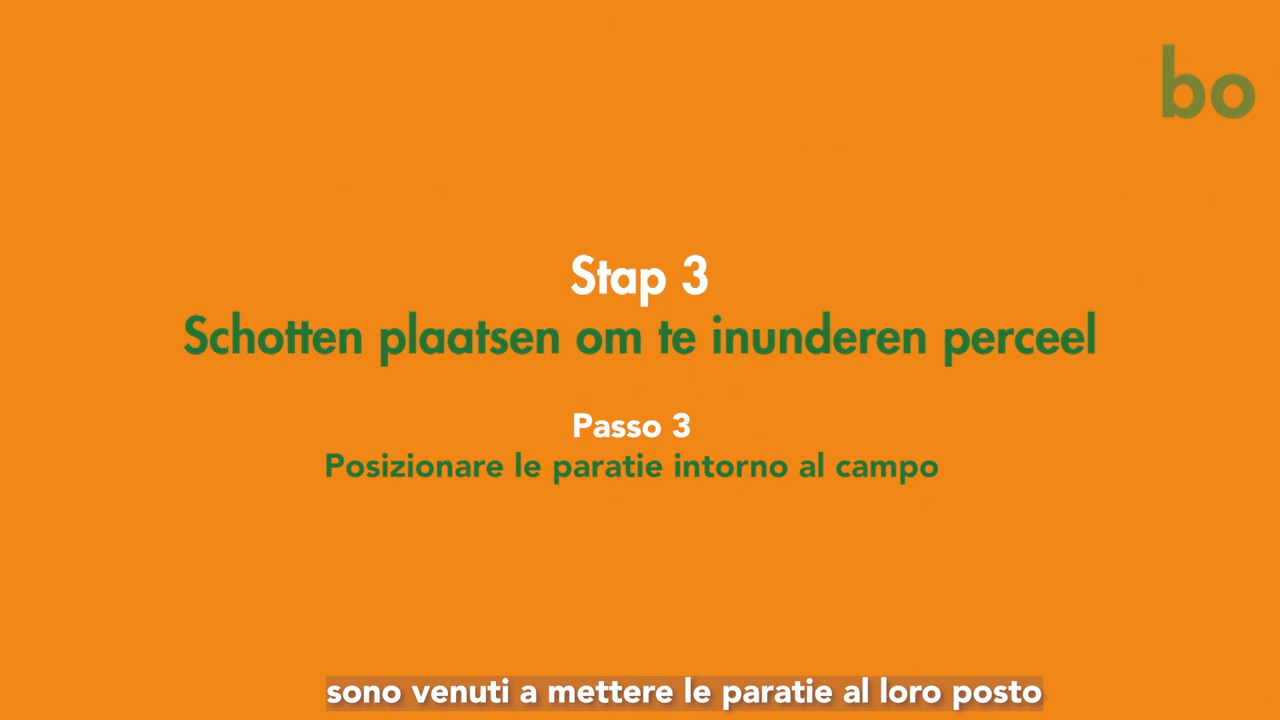 bo
Stap 3
Schotten plaatsen om te inunderen perceel
Passo 3
Posizionare le paratie intorno al campo
sono venuti a mettere le paratie al loro posto